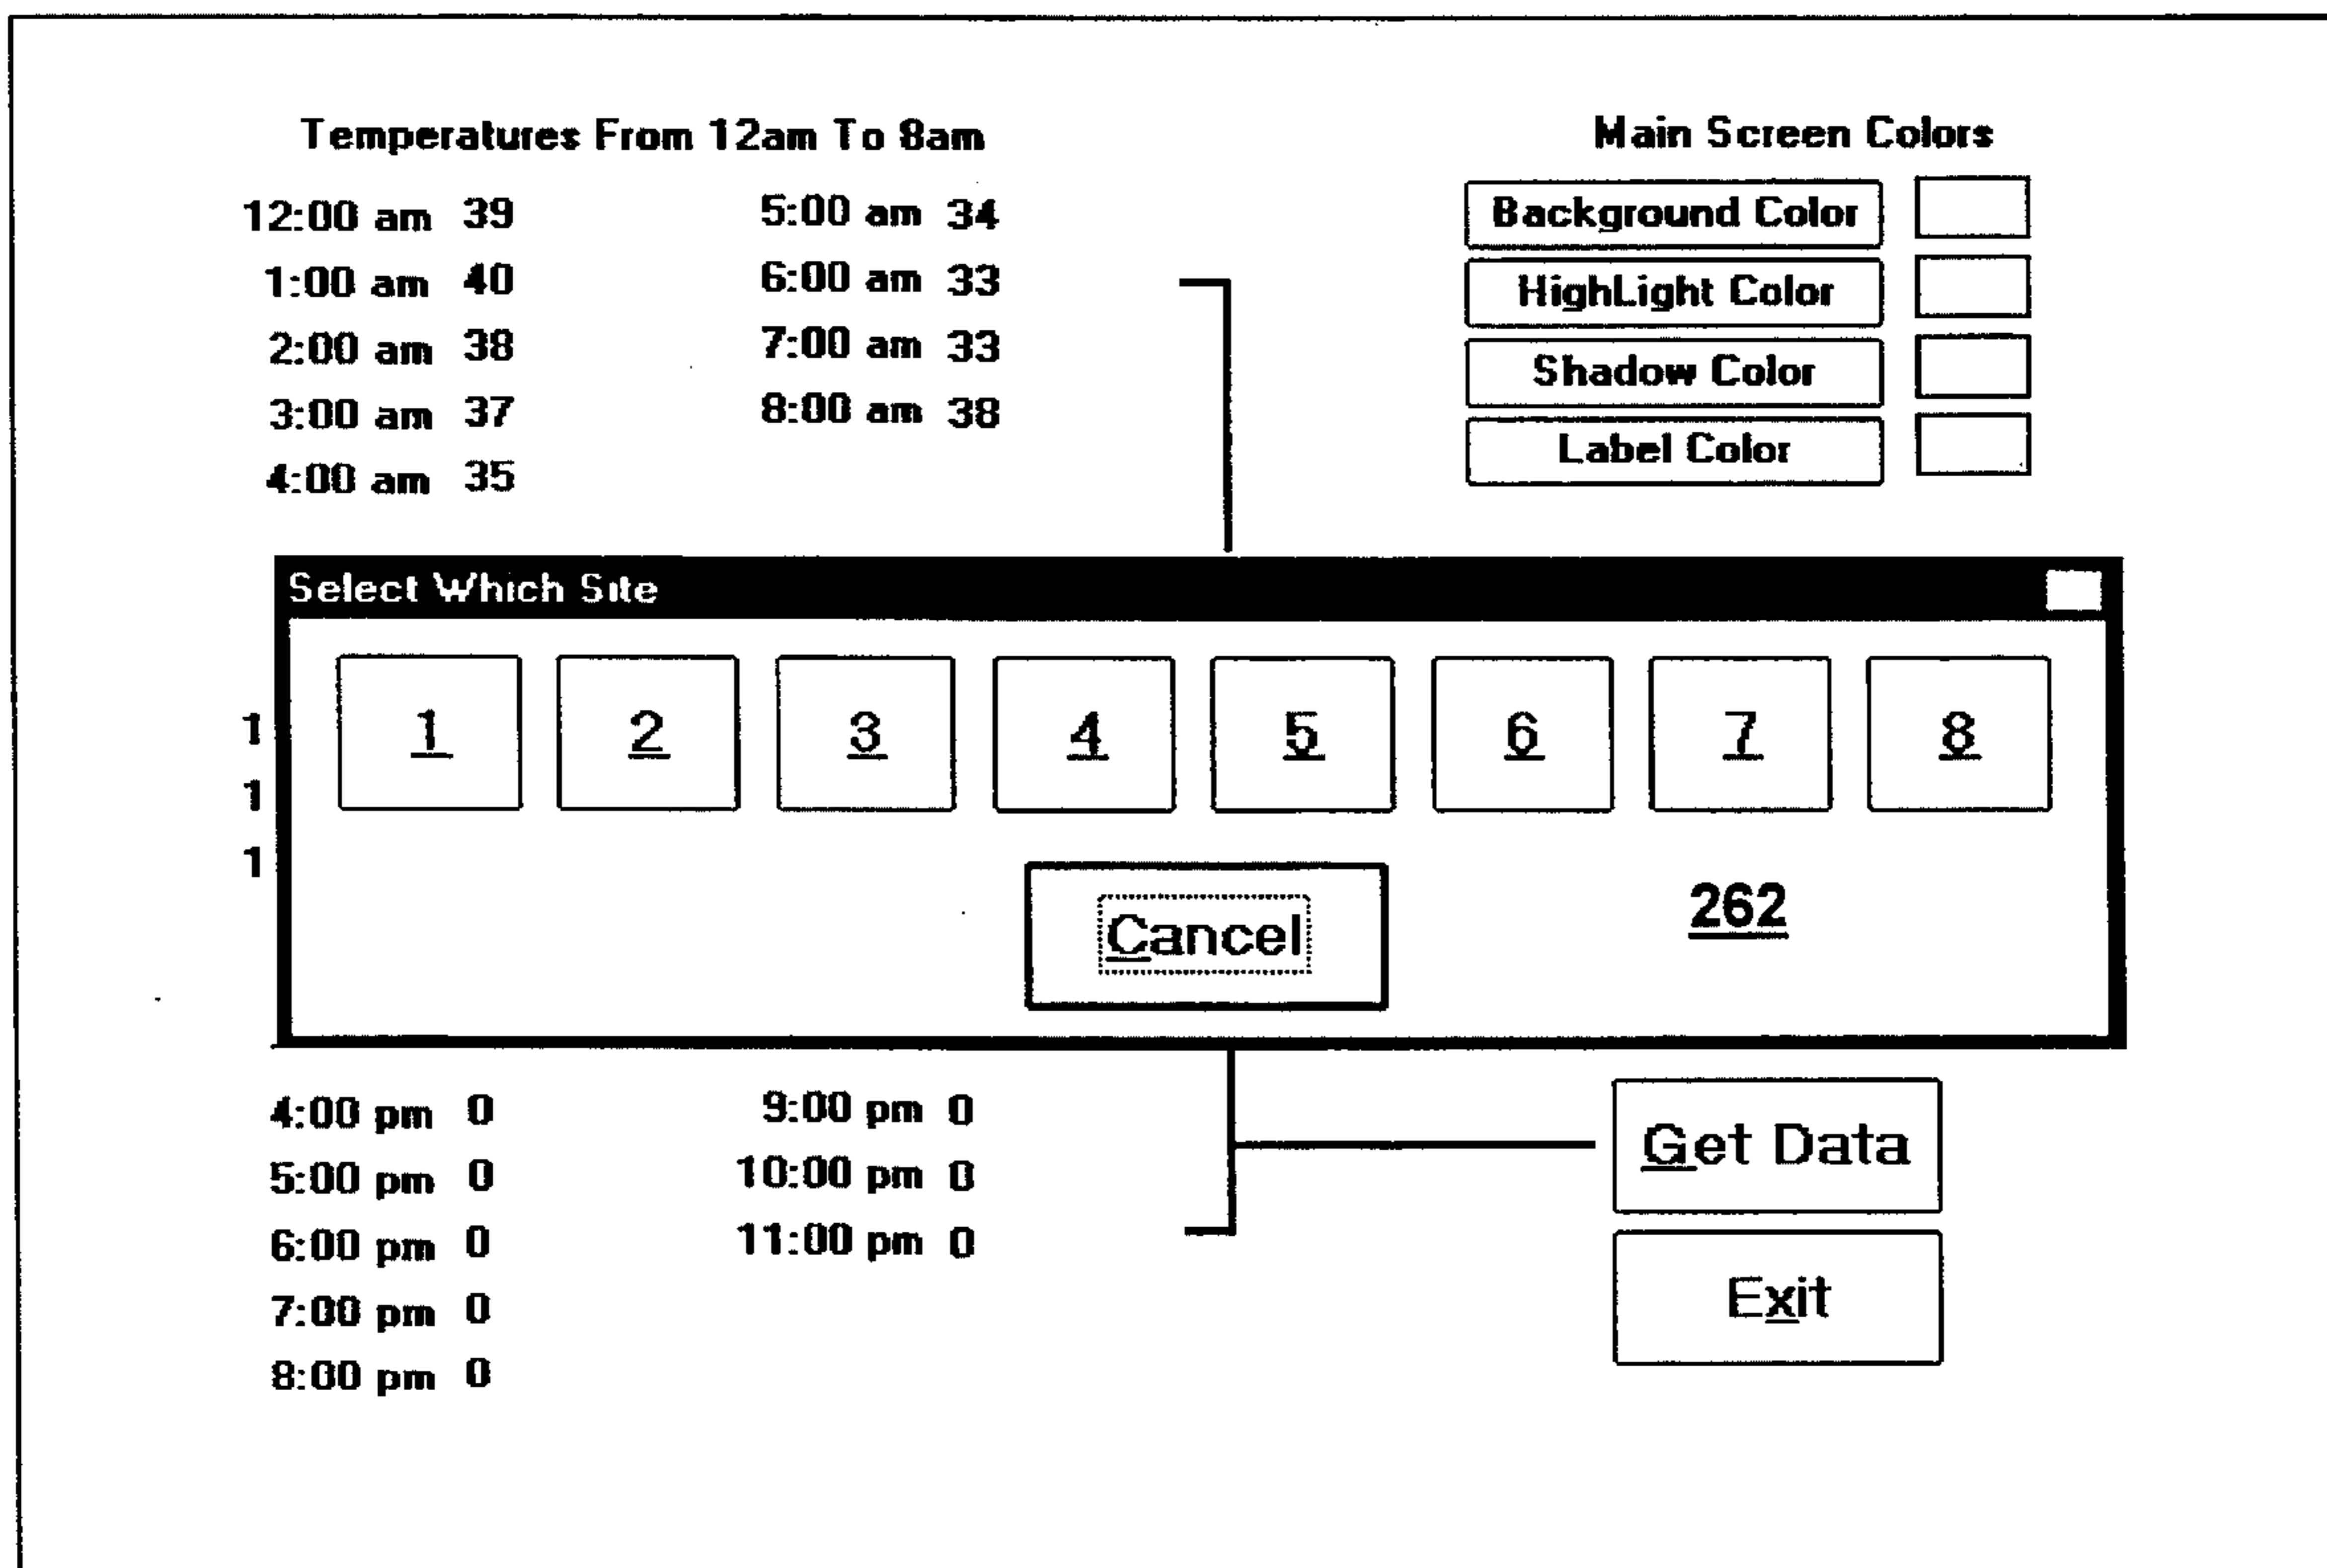 Temperatures From 12am To 8am
12:00 am 39
1:00 am 40
2:00 am 38
3:00 am 37
4:00 am 35
5:00 am 34
6:00 am 33
7:00 am 33
8:00 am 38
Main Screen Colors
Background Color
HighLight Color
Shadow Color
Label Color
Select Which Site
1 2 3 4 5 6 7 8
1
1
1
Cancel
262
4:00 pm 0
5:00 pm 0
6:00 pm 0
7:00 pm 0
8:00 pm 0
9:00 pm 0
10:00 pm 0
11:00 pm 0
Get Data
Exit